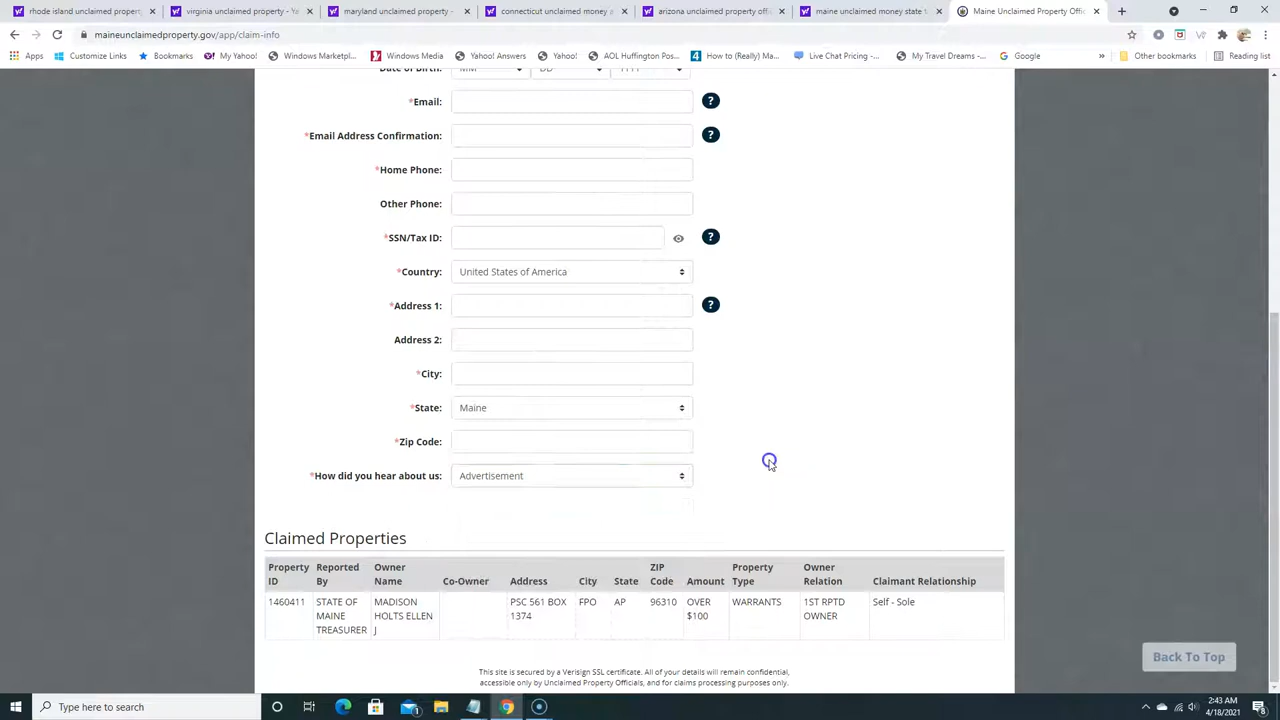 rhode island unclaimed property
virginia unclaimed property - Ya
maryland unclaimed property -
connecticut unclaimed money
arizona unclaimed property off
maine unclaimed money state t
Maine Unclaimed Property Offi
maineunclaimedproperty.gov/app/claim-info
Apps
Customize Links
Bookmarks
My Yahoo!
Windows Marketpl...
Windows Media
Yahoo! Answers
Yahoo!
AOL Huffington Pos...
How to (Really) Ma...
Live Chat Pricing -...
My Travel Dreams -...
Google
»
Other bookmarks
Reading list
Date of Birth: MM DD YYYY
*Email: ?
*Email Address Confirmation: ?
*Home Phone:
Other Phone:
*SSN/Tax ID: ?
*Country: United States of America
*Address 1: ?
Address 2:
*City:
*State: Maine
*Zip Code:
*How did you hear about us: Advertisement
Claimed Properties
Property Reported Owner ZIP Property Owner
ID By Name Co-Owner Address City State Code Amount Type Relation Claimant Relationship
1460411 STATE OF MADISON PSC 561 BOX FPO AP 96310 OVER WARRANTS 1ST RPTD Self - Sole
MAINE HOLTS ELLEN 1374 $100 OWNER
TREASURER J
Back To Top
This site is secured by a Verisign SSL certificate. All of your details will remain confidential,
accessible only by Unclaimed Property Officials, and for claims processing purposes only.
Type here to search
2:43 AM
4/18/2021